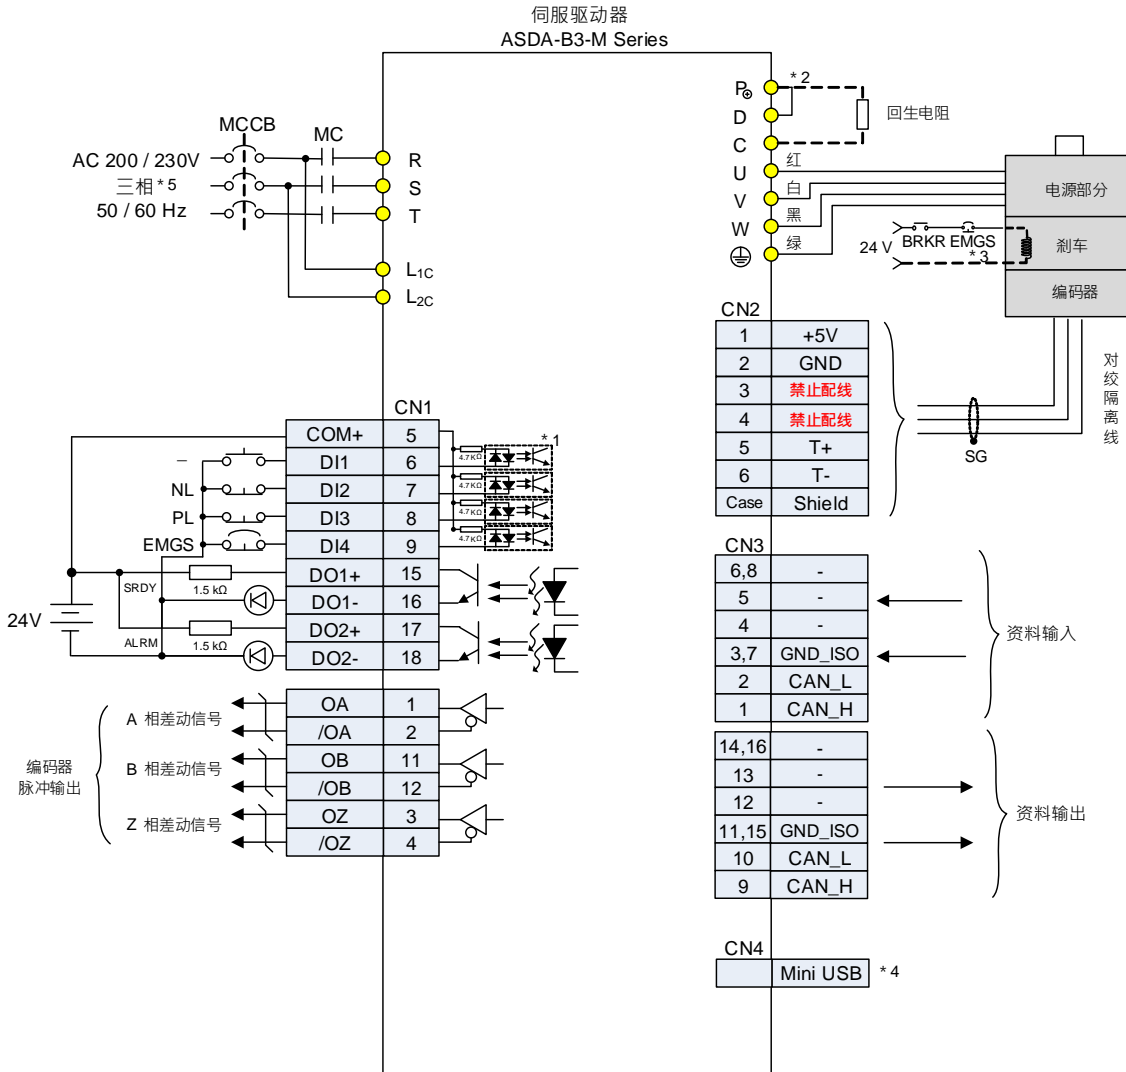 伺服驱动器
ASDA-B3-M Series
MCCB
MC
AC 200 / 230V
三相 * 5
50 / 60 Hz
R
S
T
L1C
L2C
P⊕
* 2
D
C
U
V
W
回生电阻
红
白
黑
绿
电源部分
24 V
BRKR
EMGS
* 3
刹车
编码器
对绞隔离线
SG
CN2
1 +5V
2 GND
3 禁止配线
4 禁止配线
5 T+
6 T-
Case Shield
CN1
COM+ 5
– DI1 6
NL DI2 7
PL DI3 8
EMGS DI4 9
* 1
4.7KΩ
4.7KΩ
4.7KΩ
4.7KΩ
24V
SRDY
1.5 kΩ
DO1+ 15
DO1- 16
ALRM
1.5 kΩ
DO2+ 17
DO2- 18
编码器
脉冲输出
A 相差动信号
OA 1
/OA 2
B 相差动信号
OB 11
/OB 12
Z 相差动信号
OZ 3
/OZ 4
CN3
6,8 -
5 -
4 -
3,7 GND_ISO
2 CAN_L
1 CAN_H
资料输入
14,16 -
13 -
12 -
11,15 GND_ISO
10 CAN_L
9 CAN_H
资料输出
CN4
Mini USB * 4